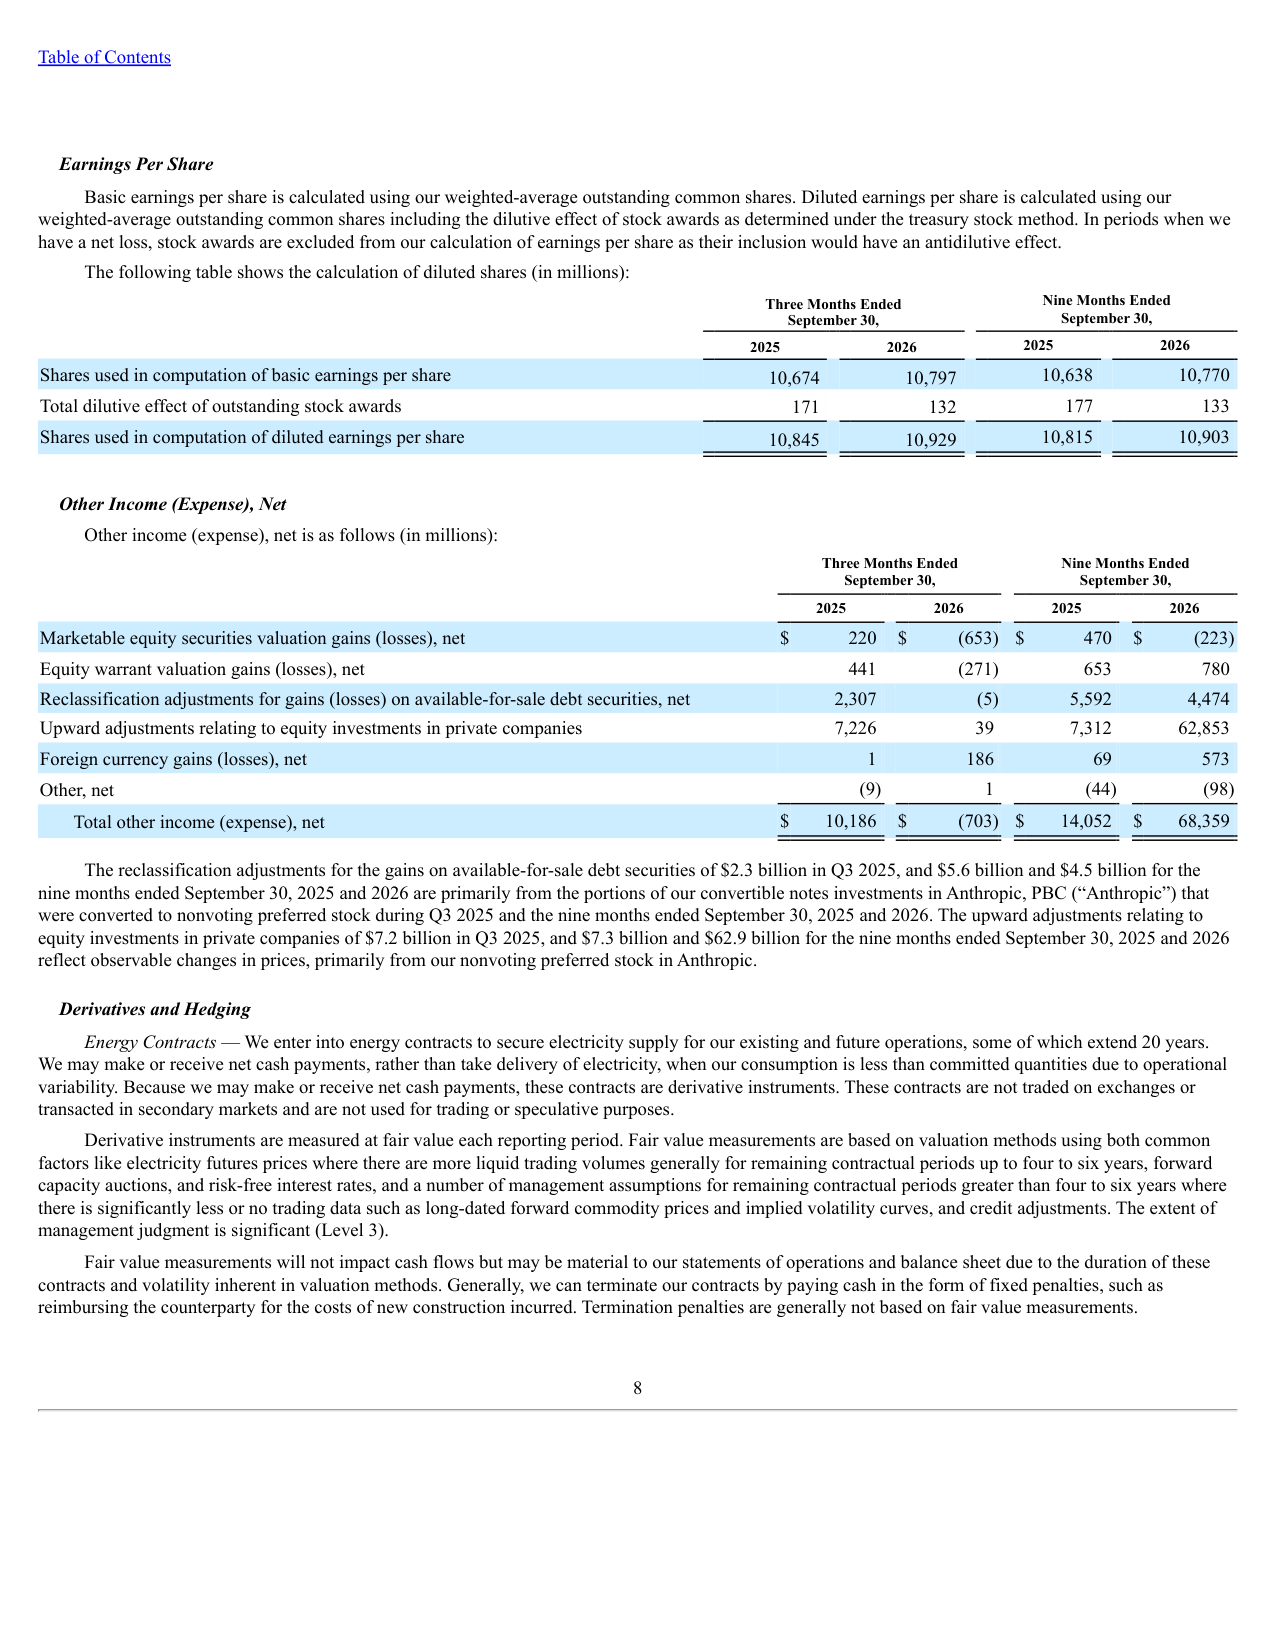 Table of Contents
Earnings Per Share
Basic earnings per share is calculated using our weighted-average outstanding common shares. Diluted earnings per share is calculated using our
weighted-average outstanding common shares including the dilutive effect of stock awards as determined under the treasury stock method. In periods when we
have a net loss, stock awards are excluded from our calculation of earnings per share as their inclusion would have an antidilutive effect.
The following table shows the calculation of diluted shares (in millions):
Three Months Ended September 30, Nine Months Ended September 30,
2025 2026 2025 2026
Shares used in computation of basic earnings per share 10,674 10,797 10,638 10,770
Total dilutive effect of outstanding stock awards 171 132 177 133
Shares used in computation of diluted earnings per share 10,845 10,929 10,815 10,903
Other Income (Expense), Net
Other income (expense), net is as follows (in millions):
Three Months Ended September 30, Nine Months Ended September 30,
2025 2026 2025 2026
Marketable equity securities valuation gains (losses), net $ 220 $ (653) $ 470 $ (223)
Equity warrant valuation gains (losses), net 441 (271) 653 780
Reclassification adjustments for gains (losses) on available-for-sale debt securities, net 2,307 (5) 5,592 4,474
Upward adjustments relating to equity investments in private companies 7,226 39 7,312 62,853
Foreign currency gains (losses), net 1 186 69 573
Other, net (9) 1 (44) (98)
Total other income (expense), net $ 10,186 $ (703) $ 14,052 $ 68,359
The reclassification adjustments for the gains on available-for-sale debt securities of $2.3 billion in Q3 2025, and $5.6 billion and $4.5 billion for the
nine months ended September 30, 2025 and 2026 are primarily from the portions of our convertible notes investments in Anthropic, PBC (“Anthropic”) that
were converted to nonvoting preferred stock during Q3 2025 and the nine months ended September 30, 2025 and 2026. The upward adjustments relating to
equity investments in private companies of $7.2 billion in Q3 2025, and $7.3 billion and $62.9 billion for the nine months ended September 30, 2025 and 2026
reflect observable changes in prices, primarily from our nonvoting preferred stock in Anthropic.
Derivatives and Hedging
Energy Contracts — We enter into energy contracts to secure electricity supply for our existing and future operations, some of which extend 20 years.
We may make or receive net cash payments, rather than take delivery of electricity, when our consumption is less than committed quantities due to operational
variability. Because we may make or receive net cash payments, these contracts are derivative instruments. These contracts are not traded on exchanges or
transacted in secondary markets and are not used for trading or speculative purposes.
Derivative instruments are measured at fair value each reporting period. Fair value measurements are based on valuation methods using both common
factors like electricity futures prices where there are more liquid trading volumes generally for remaining contractual periods up to four to six years, forward
capacity auctions, and risk-free interest rates, and a number of management assumptions for remaining contractual periods greater than four to six years where
there is significantly less or no trading data such as long-dated forward commodity prices and implied volatility curves, and credit adjustments. The extent of
management judgment is significant (Level 3).
Fair value measurements will not impact cash flows but may be material to our statements of operations and balance sheet due to the duration of these
contracts and volatility inherent in valuation methods. Generally, we can terminate our contracts by paying cash in the form of fixed penalties, such as
reimbursing the counterparty for the costs of new construction incurred. Termination penalties are generally not based on fair value measurements.
8